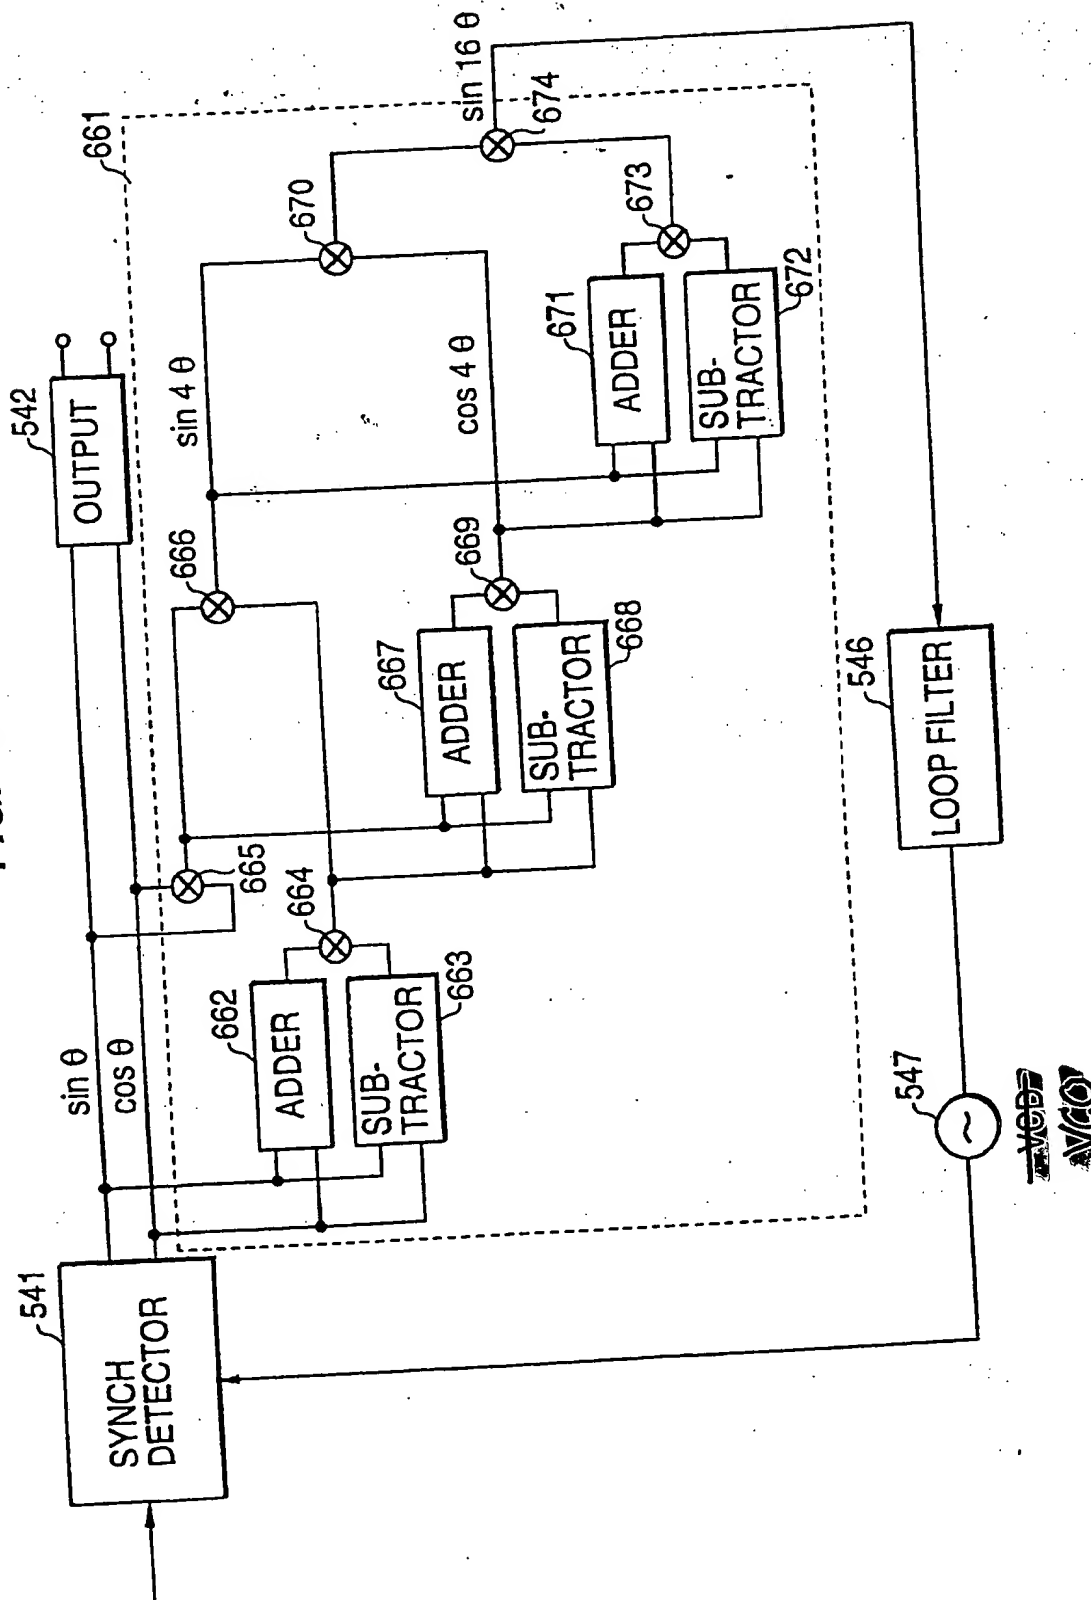 541
SYNCH
DETECTOR
sin θ
cos θ
542
OUTPUT
661
662
ADDER
SUB-
TRACTOR
663
664
665
666
667
ADDER
SUB-
TRACTOR
668
669
sin 4 θ
cos 4 θ
670
671
ADDER
SUB-
TRACTOR
672
673
674
sin 16 θ
546
LOOP FILTER
547
~
VCO